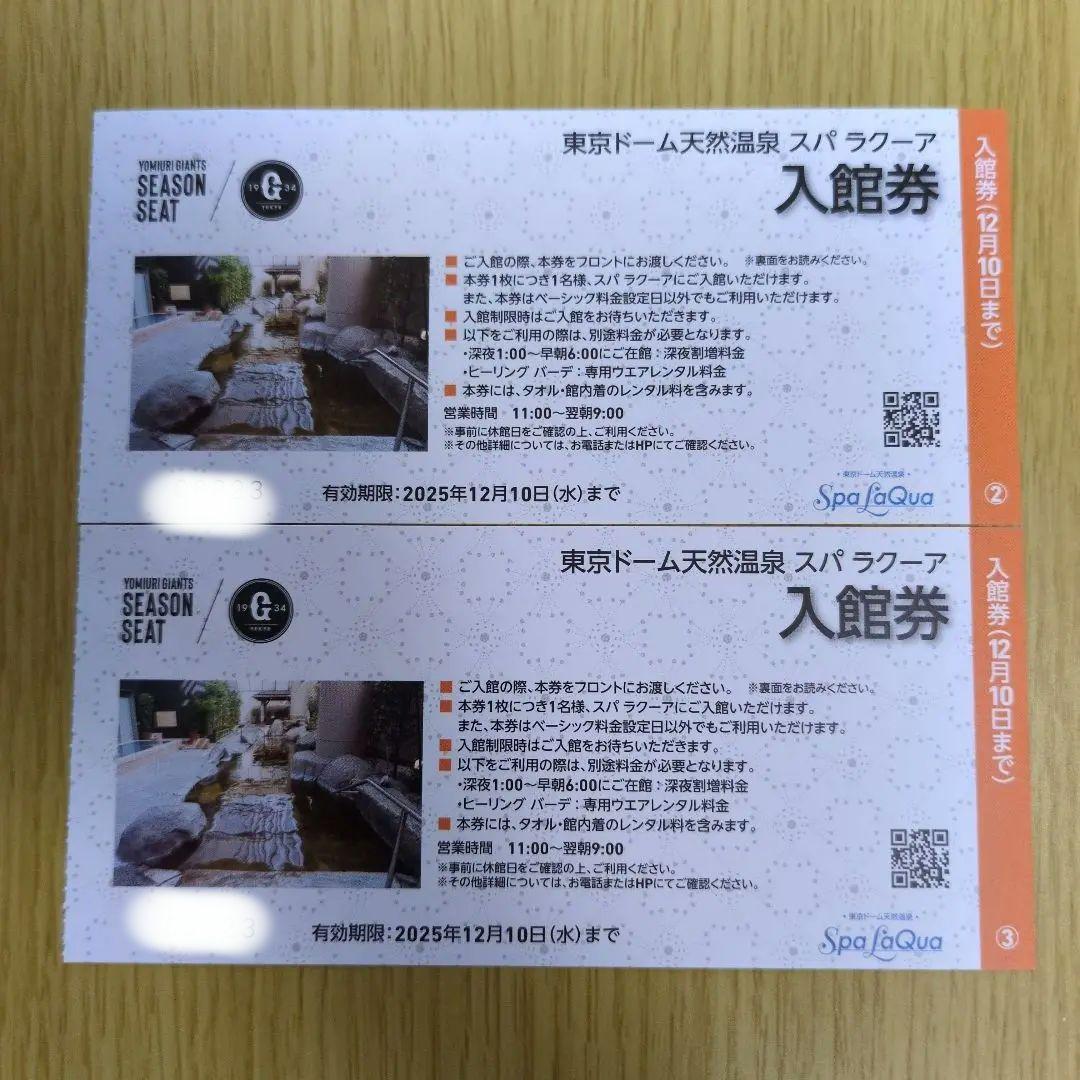 東京ドーム天然温泉 スパ ラクーア
入館券
YOMIURI GIANTS
SEASON
SEAT
19 G 34
TOKYO
■ ご入館の際、本券をフロントにお渡しください。 ※裏面をお読みください。
■ 本券1枚につき1名様、スパ ラクーアにご入館いただけます。
また、本券はベーシック料金設定日以外でもご利用いただけます。
■ 入館制限時はご入館をお待ちいただきます。
■ 以下をご利用の際は、別途料金が必要となります。
・深夜1:00～早朝6:00にご在館：深夜割増料金
・ヒーリング バーデ：専用ウエアレンタル料金
■ 本券には、タオル・館内着のレンタル料を含みます。
営業時間 11:00～翌朝9:00
※事前に休館日をご確認の上、ご利用ください。
※その他詳細については、お電話またはHPにてご確認ください。
3
有効期限：2025年12月10日（水）まで
・東京ドーム天然温泉・
Spa LaQua
入館券（12月10日まで）
②
東京ドーム天然温泉 スパ ラクーア
入館券
YOMIURI GIANTS
SEASON
SEAT
19 G 34
TOKYO
■ ご入館の際、本券をフロントにお渡しください。 ※裏面をお読みください。
■ 本券1枚につき1名様、スパ ラクーアにご入館いただけます。
また、本券はベーシック料金設定日以外でもご利用いただけます。
■ 入館制限時はご入館をお待ちいただきます。
■ 以下をご利用の際は、別途料金が必要となります。
・深夜1:00～早朝6:00にご在館：深夜割増料金
・ヒーリング バーデ：専用ウエアレンタル料金
■ 本券には、タオル・館内着のレンタル料を含みます。
営業時間 11:00～翌朝9:00
※事前に休館日をご確認の上、ご利用ください。
※その他詳細については、お電話またはHPにてご確認ください。
3
有効期限：2025年12月10日（水）まで
・東京ドーム天然温泉・
Spa LaQua
入館券（12月10日まで）
③